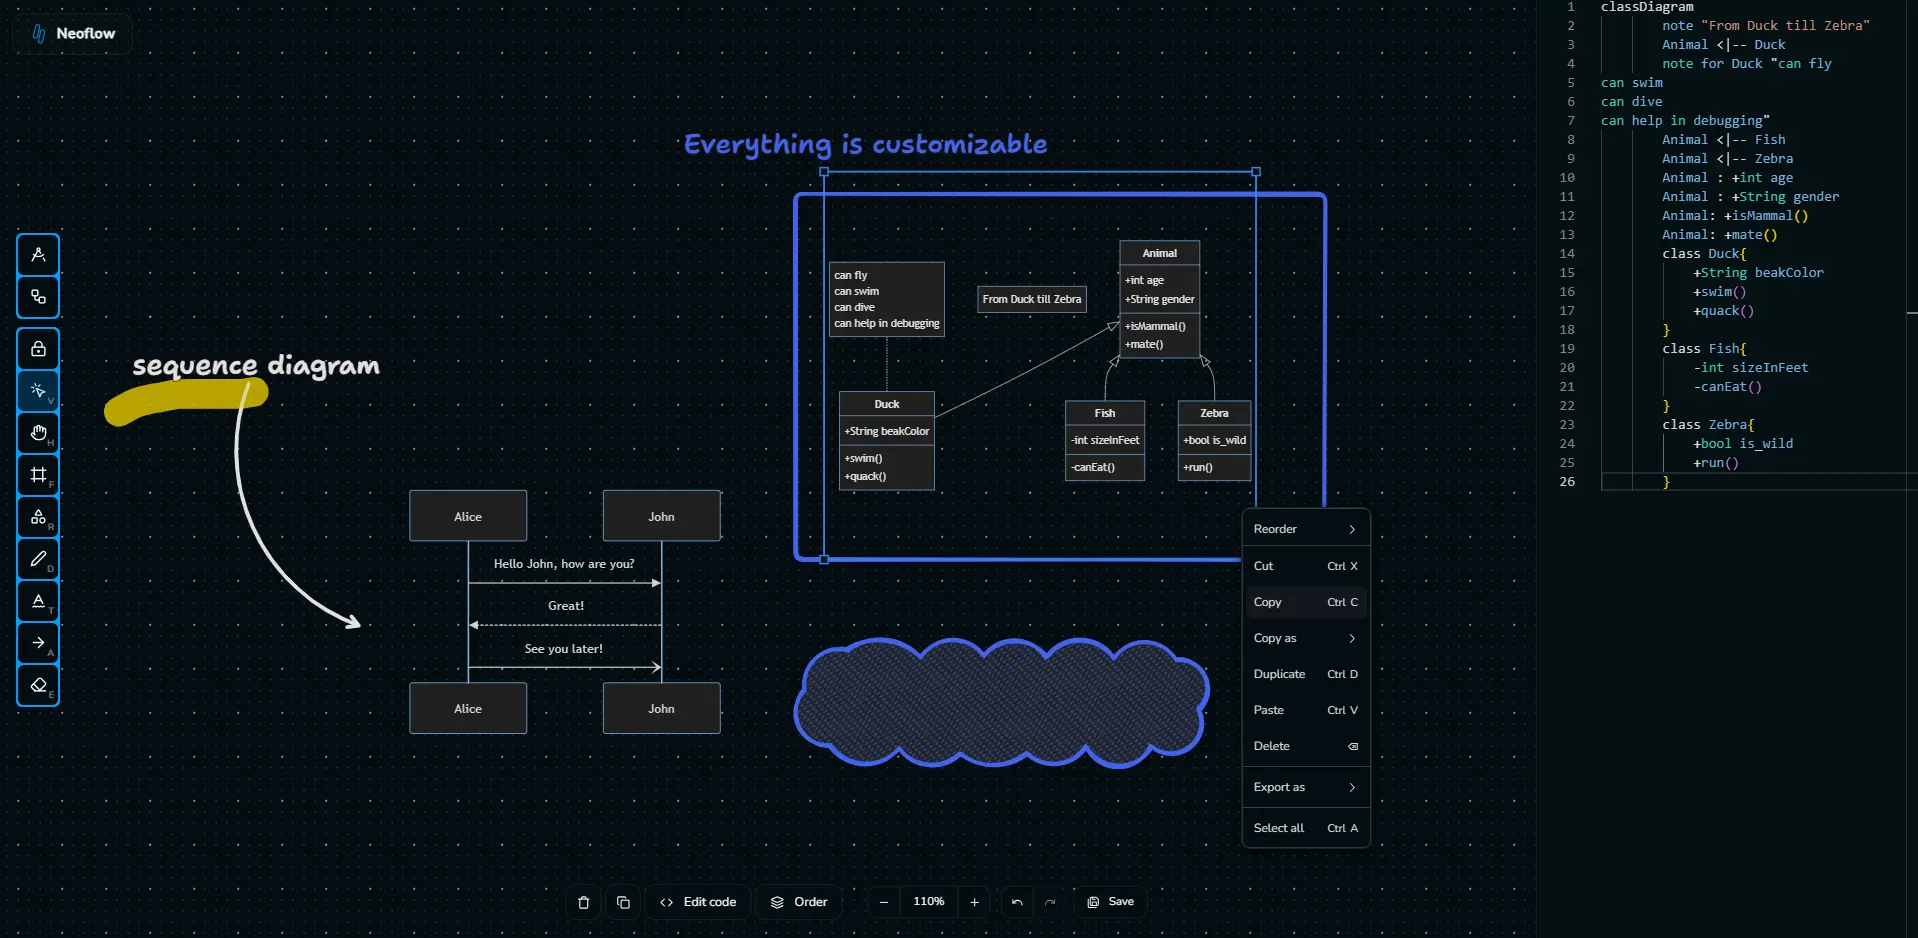 Neoflow
V
H
F
R
D
T
A
E
Everything is customizable
sequence diagram
can fly
can swim
can dive
can help in debugging
From Duck till Zebra
Animal
+int age
+String gender
+isMammal()
+mate()
Duck
+String beakColor
+swim()
+quack()
Fish
-int sizeInFeet
-canEat()
Zebra
+bool is_wild
+run()
Alice
John
Hello John, how are you?
Great!
See you later!
Alice
John
Reorder
Cut Ctrl X
Copy Ctrl C
Copy as
Duplicate Ctrl D
Paste Ctrl V
Delete
Export as
Select all Ctrl A
Edit code
Order
110%
Save
1 classDiagram
2 note "From Duck till Zebra"
3 Animal <|-- Duck
4 note for Duck "can fly
5 can swim
6 can dive
7 can help in debugging"
8 Animal <|-- Fish
9 Animal <|-- Zebra
10 Animal : +int age
11 Animal : +String gender
12 Animal: +isMammal()
13 Animal: +mate()
14 class Duck{
15 +String beakColor
16 +swim()
17 +quack()
18 }
19 class Fish{
20 -int sizeInFeet
21 -canEat()
22 }
23 class Zebra{
24 +bool is_wild
25 +run()
26 }